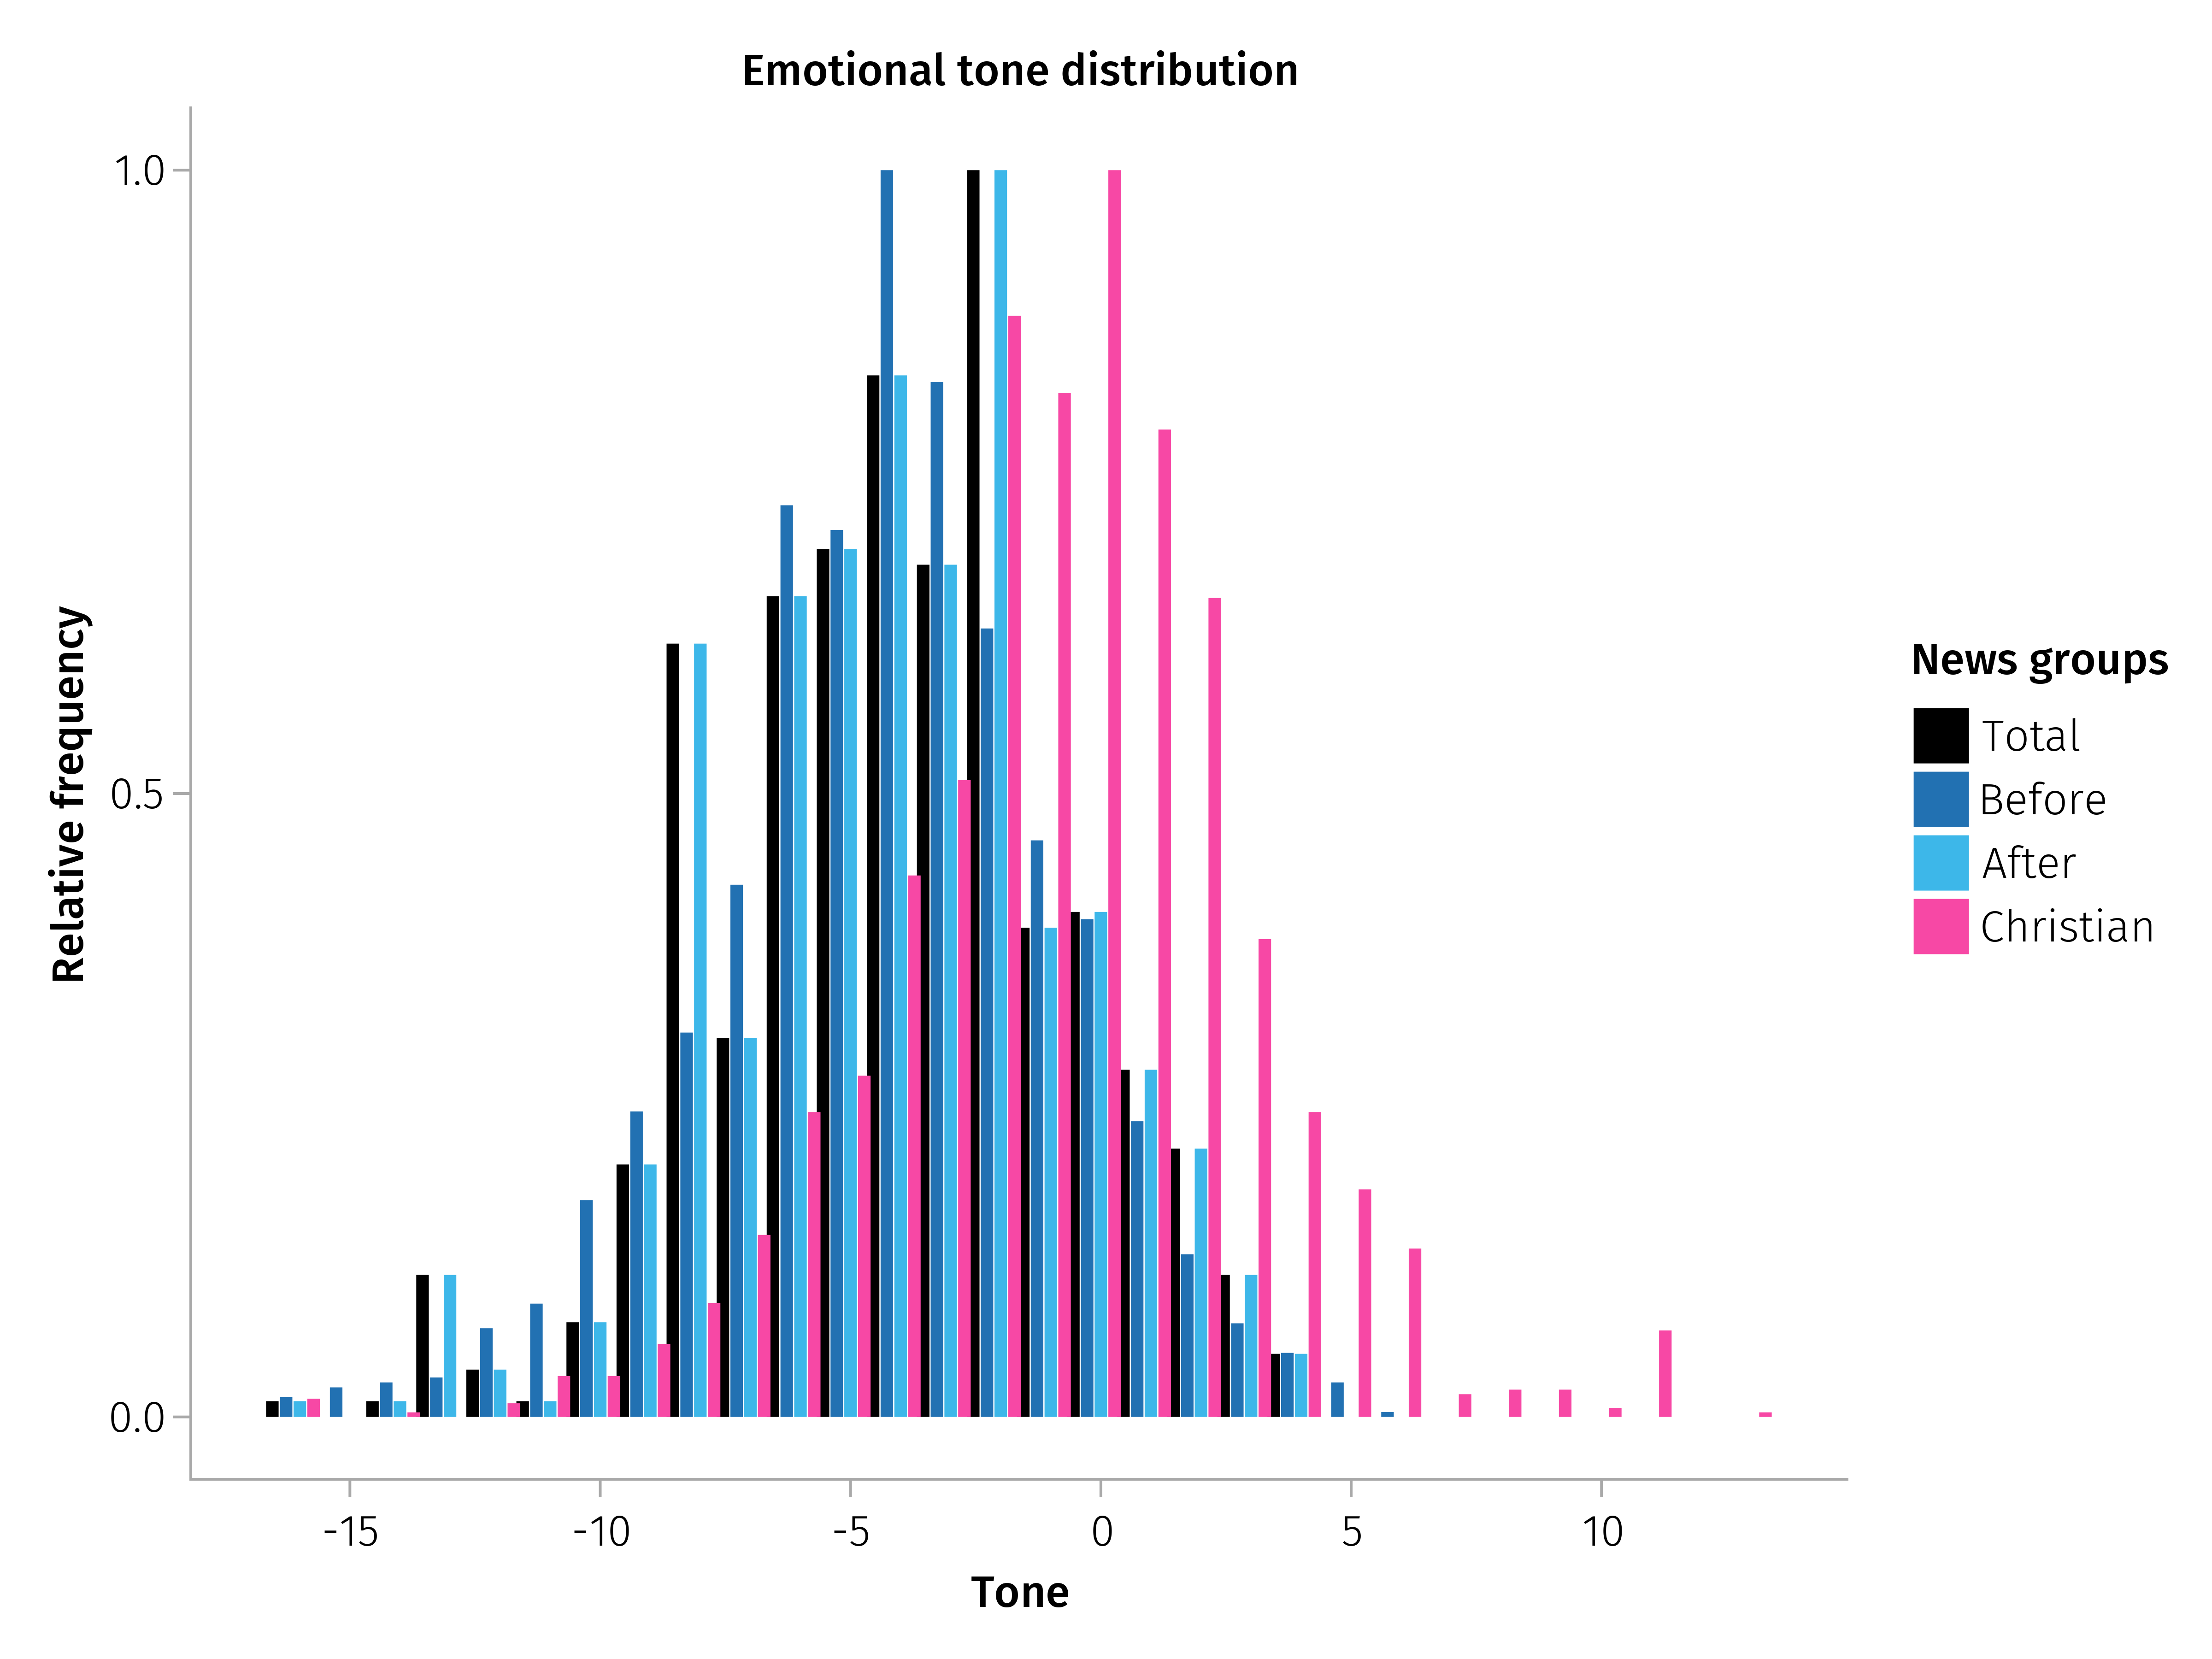 Emotional tone distribution
1.0
0.5
0.0
Relative frequency
-15 -10 -5 0 5 10
Tone
News groups
Total
Before
After
Christian